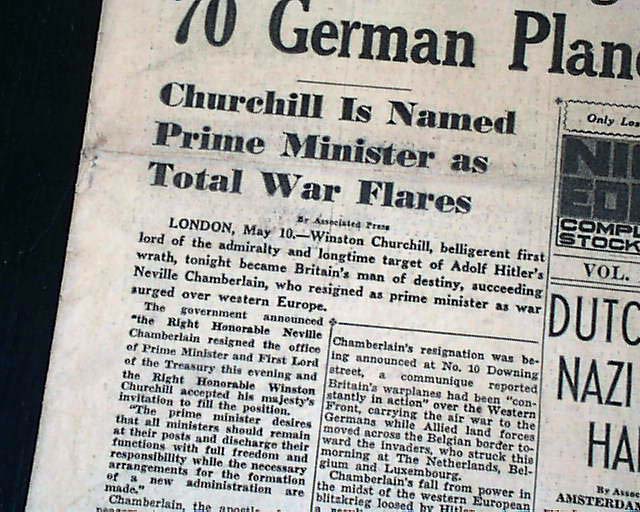 70 German Plan
Churchill Is Named
Prime Minister as
Total War Flares
By Associated Press
LONDON, May 10.—Winston Churchill, belligerent first
lord of the admiralty and longtime target of Adolf Hitler's
wrath, tonight became Britain's man of destiny, succeeding
Neville Chamberlain, who resigned as prime minister as war
surged over western Europe.
The government announced
"the Right Honorable Neville
Chamberlain resigned the office
of Prime Minister and First Lord
of the Treasury this evening and
the Right Honorable Winston
Churchill accepted his majesty's
invitation to fill the position.
"The prime minister desires
that all ministers should remain
at their posts and discharge their
functions with full freedom and
responsibility while the necessary
arrangements for the formation
of a new administration are
made."
Chamberlain, the apostle
Chamberlain's resignation was be-
ing announced at No. 10 Downing
street, a communique reported
Britain's warplanes had been "con-
stantly in action" over the Western
Front, carrying the air war to the
Germans while Allied land forces
moved across the Belgian border to-
ward the invaders, who struck this
morning at The Netherlands, Bel-
gium and Luxembourg.
Chamberlain's fall from power in
the midst of the western European
blitzkrieg loosed by Hitler
Only Los
COMPL
STOCK
VOL.
DUTC
NAZI
HA
By Asso
AMSTERDAM